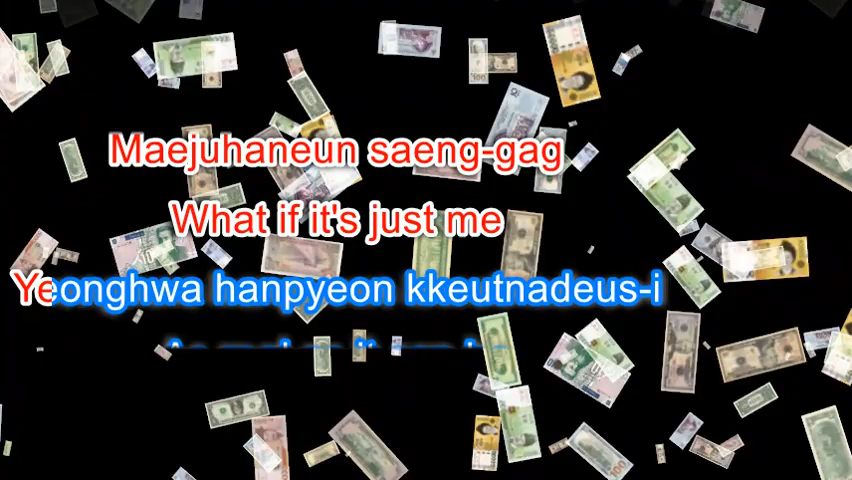 Maejuhaneun saeng-gag
What if it's just me
Yeonghwa hanpyeon kkeutnadeus-i